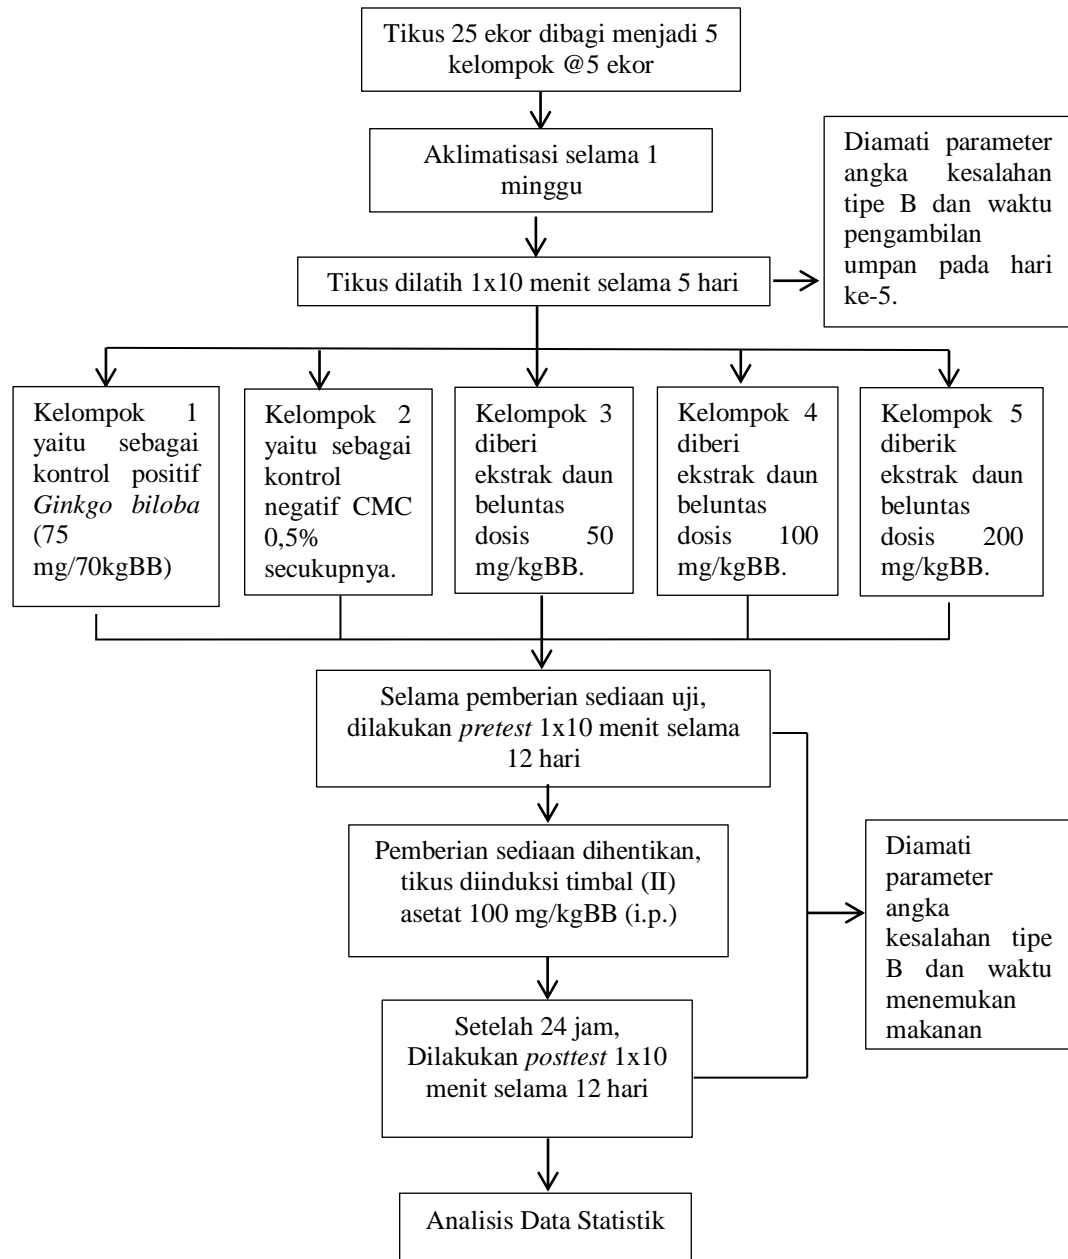 Tikus 25 ekor dibagi menjadi 5
kelompok @5 ekor
Aklimatisasi selama 1
minggu
Diamati parameter
angka kesalahan
tipe B dan waktu
pengambilan
umpan pada hari
ke-5.
Tikus dilatih 1x10 menit selama 5 hari
Kelompok 1
yaitu sebagai
kontrol positif
Ginkgo biloba
(75
mg/70kgBB)
Kelompok 2
yaitu sebagai
kontrol
negatif CMC
0,5%
secukupnya.
Kelompok 3
diberi
ekstrak daun
beluntas
dosis 50
mg/kgBB.
Kelompok 4
diberi
ekstrak daun
beluntas
dosis 100
mg/kgBB.
Kelompok 5
diberik
ekstrak daun
beluntas
dosis 200
mg/kgBB.
Selama pemberian sediaan uji,
dilakukan pretest 1x10 menit selama
12 hari
Pemberian sediaan dihentikan,
tikus diinduksi timbal (II)
asetat 100 mg/kgBB (i.p.)
Diamati
parameter
angka
kesalahan tipe
B dan waktu
menemukan
makanan
Setelah 24 jam,
Dilakukan posttest 1x10
menit selama 12 hari
Analisis Data Statistik